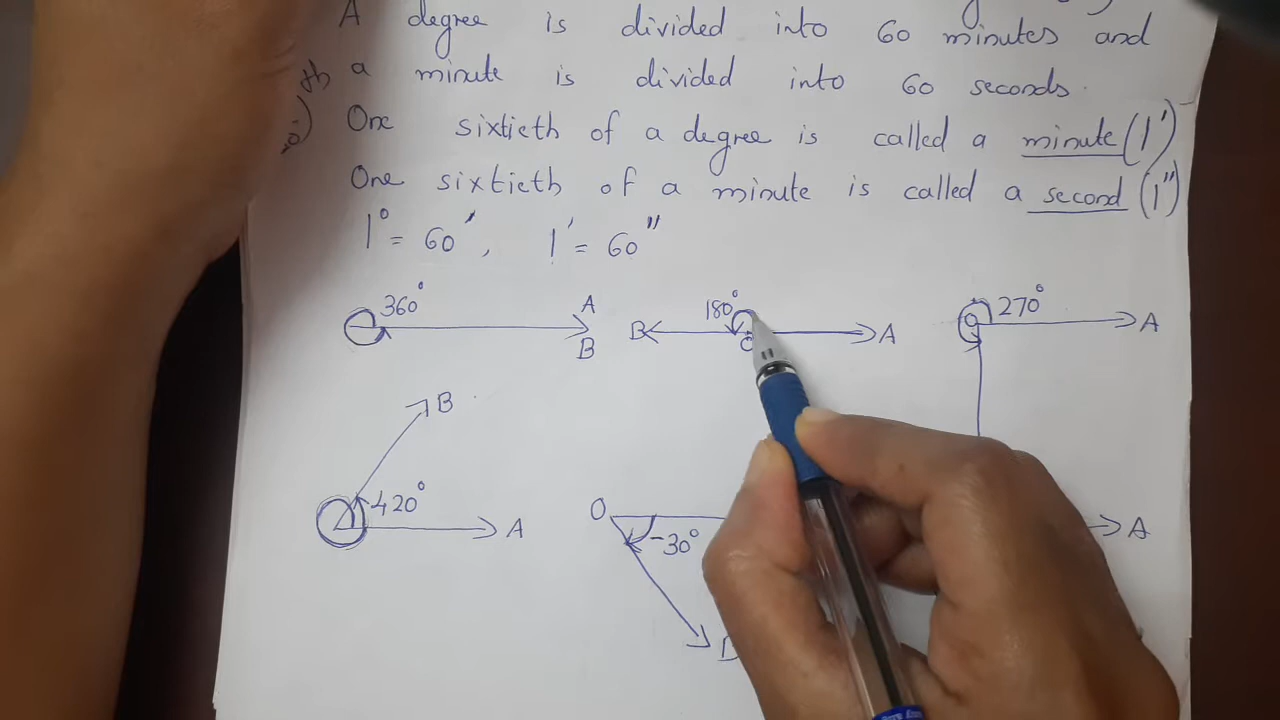 A degree is divided into 60 minutes and
th a minute is divided into 60 seconds.
One sixtieth of a degree is called a minute (1')
One sixtieth of a minute is called a second (1")
1° = 60', 1' = 60"
360° A B
B 180° O A
270° A
420° B A
O -30°
A